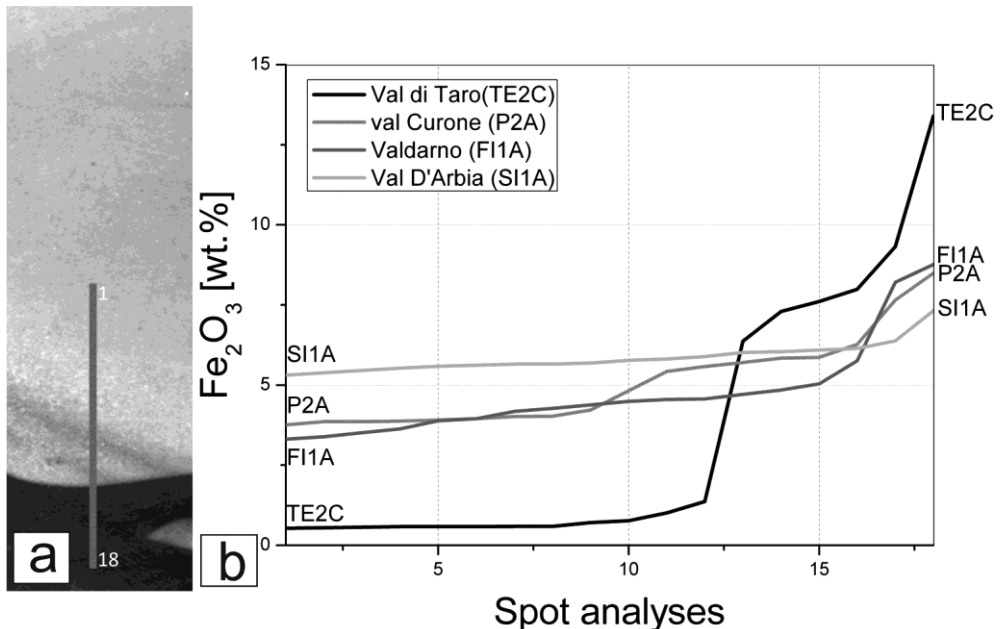 1
18
a
b
Fe2O3 [wt.%]
15
10
5
0
Val di Taro(TE2C)
val Curone (P2A)
Valdarno (FI1A)
Val D'Arbia (SI1A)
TE2C
FI1A
P2A
SI1A
SI1A
P2A
FI1A
TE2C
5
10
15
Spot analyses